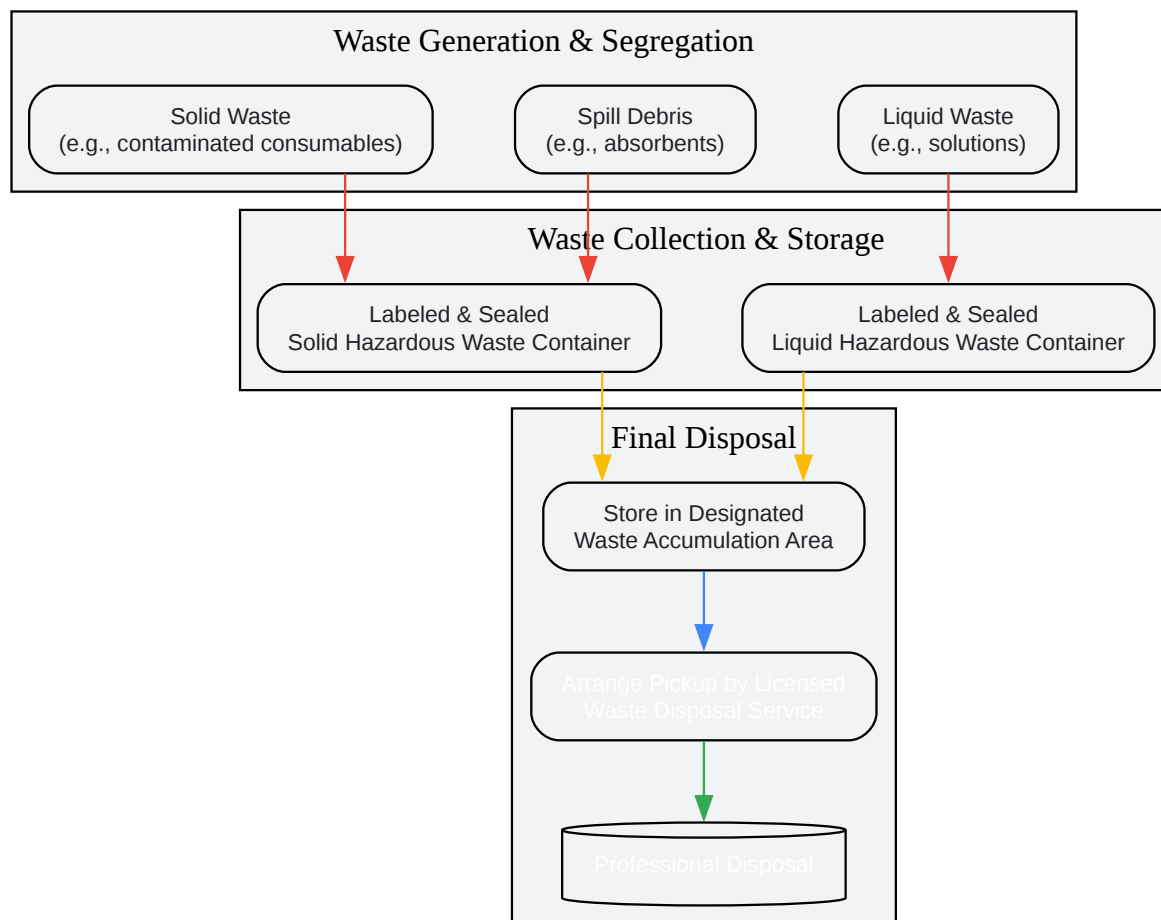 Waste Generation & Segregation
Solid Waste
(e.g., contaminated consumables)
Spill Debris
(e.g., absorbents)
Liquid Waste
(e.g., solutions)
Waste Collection & Storage
Labeled & Sealed
Solid Hazardous Waste Container
Labeled & Sealed
Liquid Hazardous Waste Container
Final Disposal
Store in Designated
Waste Accumulation Area
Arrange Pickup by Licensed
Waste Disposal Service
Professional Disposal